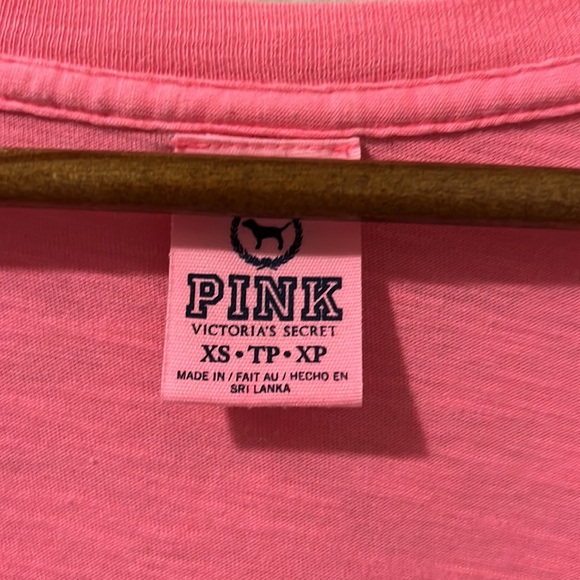 PINK
VICTORIA'S SECRET
XS • TP • XP
MADE IN / FAIT AU / HECHO EN
SRI LANKA